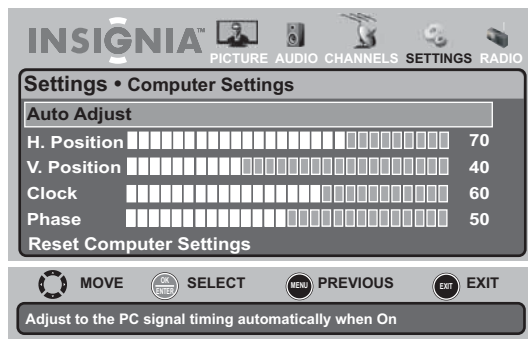 INSIGNIA™
PICTURE AUDIO CHANNELS SETTINGS RADIO
Settings • Computer Settings
Auto Adjust
H. Position 70
V. Position 40
Clock 60
Phase 50
Reset Computer Settings
MOVE OK ENTER SELECT MENU PREVIOUS EXIT EXIT
Adjust to the PC signal timing automatically when On